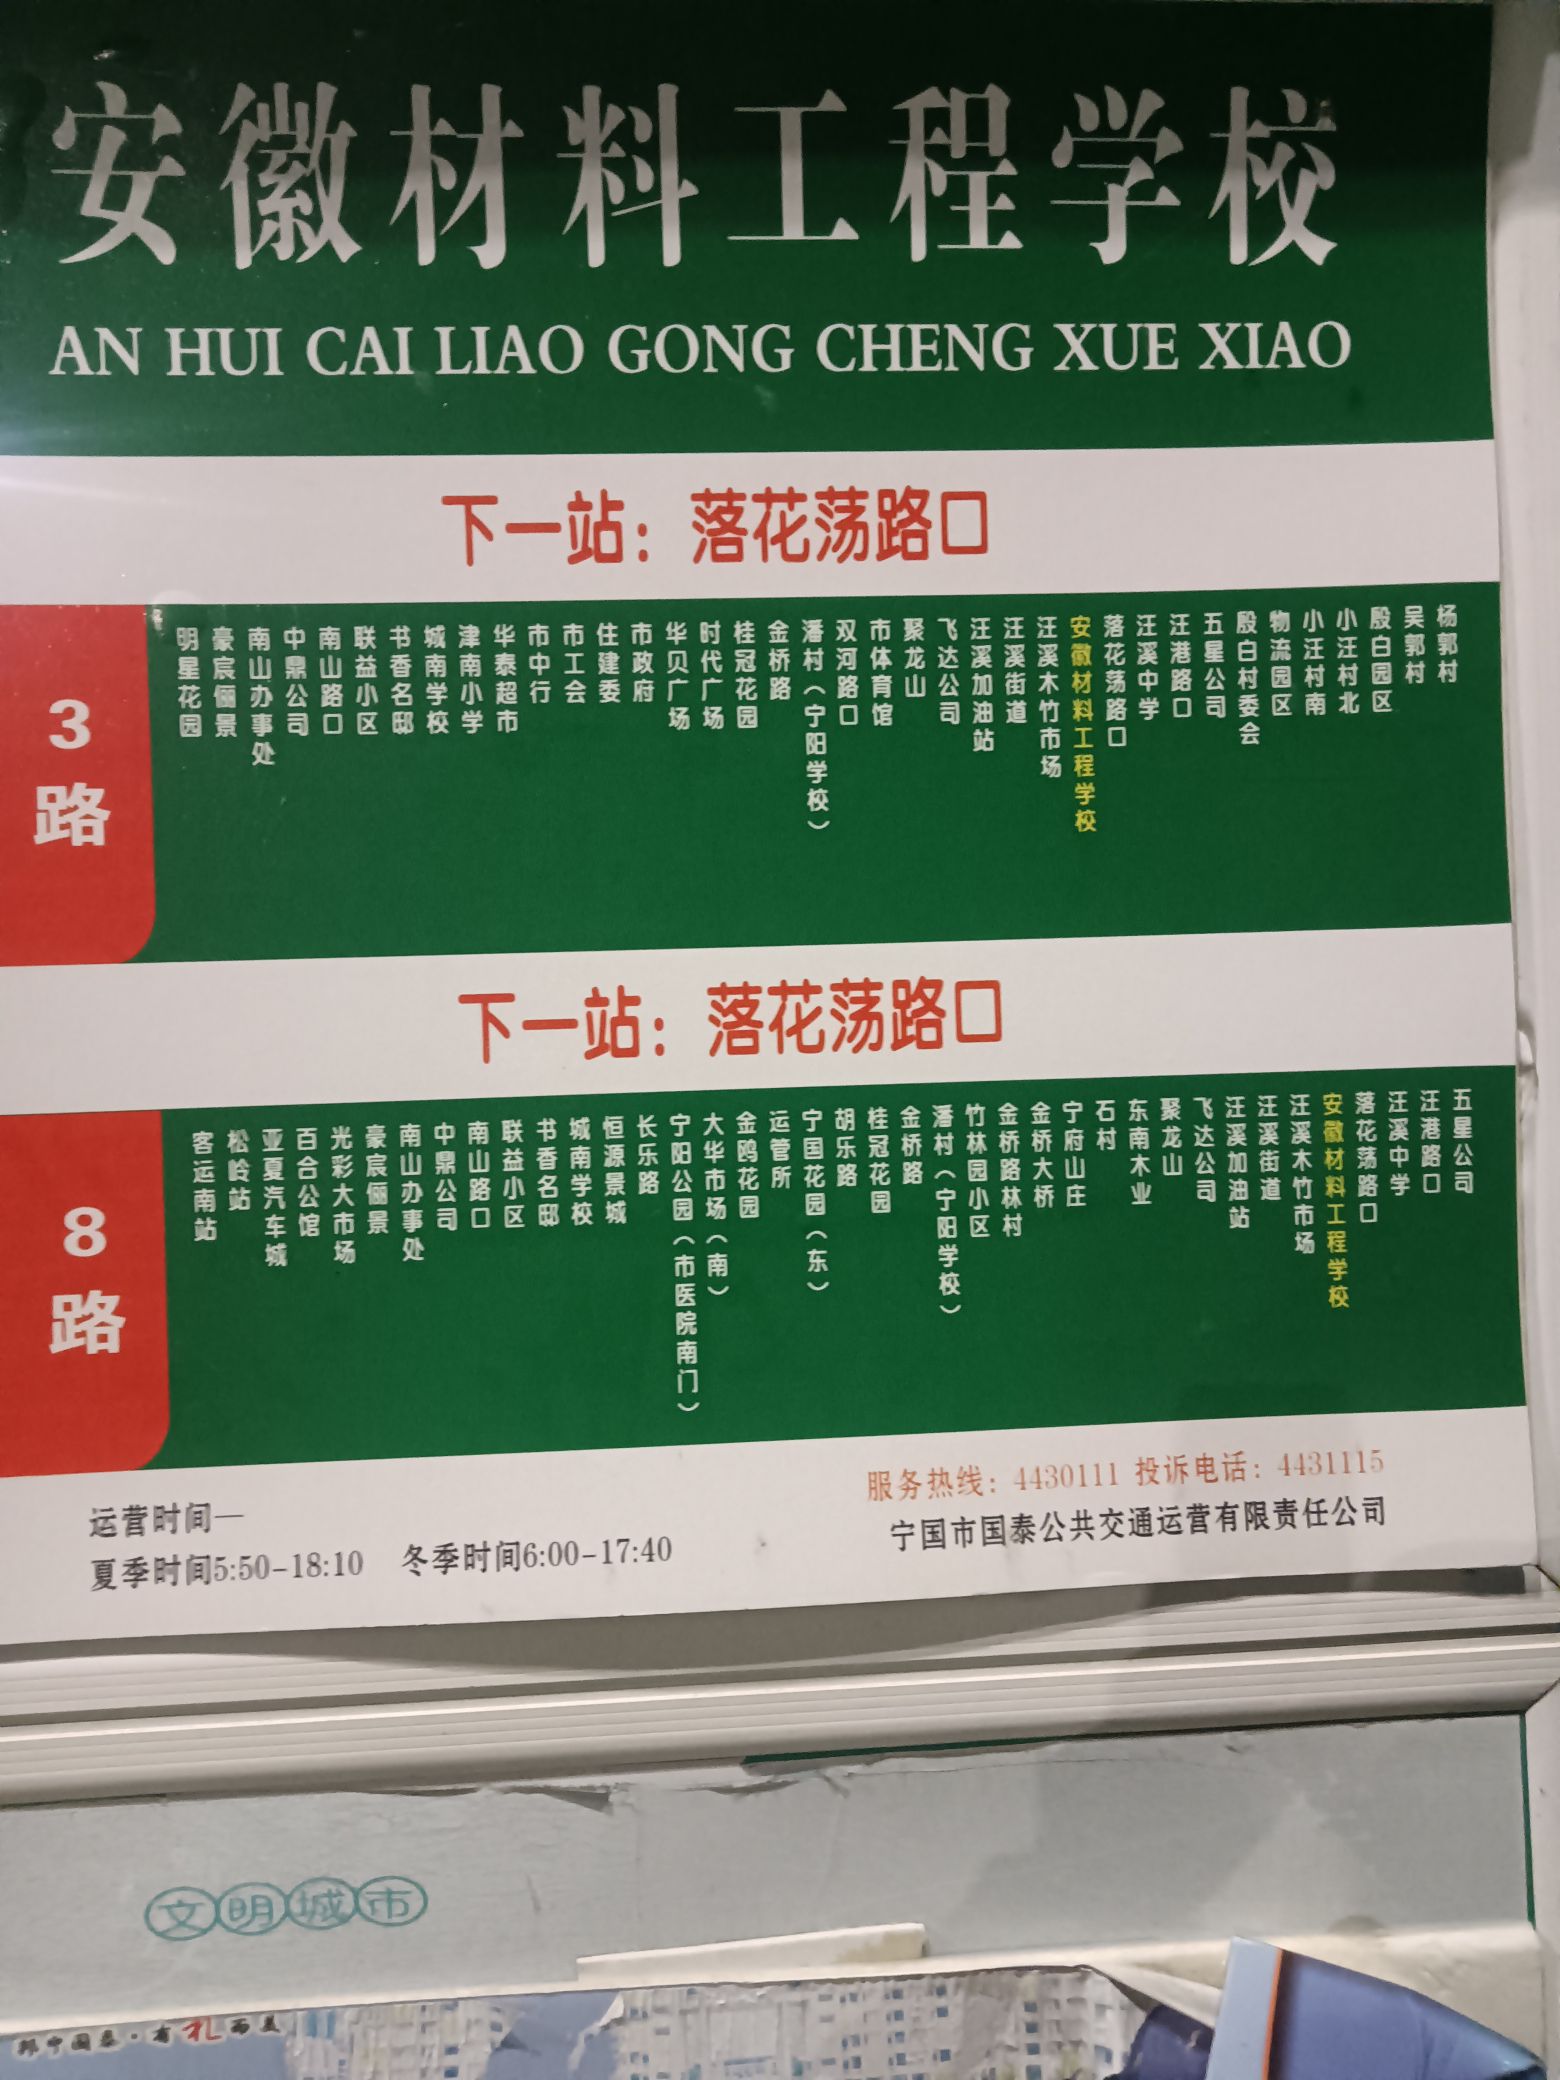 安徽材料工程学校
AN HUI CAI LIAO GONG CHENG XUE XIAO
下一站：落花荡路口
3路
明星花园
豪宸俪景
南山办事处
中鼎公司
南山路口
联益小区
书香名邸
城南学校
津南小学
华泰超市
市中行
市工会
住建委
市政府
华贝广场
时代广场
桂冠花园
金桥路
潘村（宁阳学校）
双河路口
市体育馆
聚龙山
飞达公司
汪溪加油站
汪溪街道
汪溪木竹市场
安徽材料工程学校
落花荡路口
汪溪中学
汪港路口
五星公司
殷白村委会
物流园区
小汪村南
小汪村北
殷白园区
吴郭村
杨郭村
下一站：落花荡路口
8路
客运南站
松岭站
亚夏汽车城
百合公馆
光彩大市场
豪宸俪景
南山办事处
中鼎公司
南山路口
联益小区
书香名邸
城南学校
恒源景城
长乐路
宁阳公园（市医院南门）
大华市场（南）
金鸥花园
运管所
宁国花园（东）
胡乐路
桂冠花园
金桥路
潘村（宁阳学校）
竹林园小区
金桥路林村
金桥大桥
宁府山庄
石村
东南木业
聚龙山
飞达公司
汪溪加油站
汪溪街道
汪溪木竹市场
安徽材料工程学校
落花荡路口
汪溪中学
汪港路口
五星公司
运营时间—
夏季时间5:50-18:10 冬季时间6:00-17:40
服务热线：4430111 投诉电话：4431115
宁国市国泰公共交通运营有限责任公司
文明城市
邦宁国泰·有礼而美